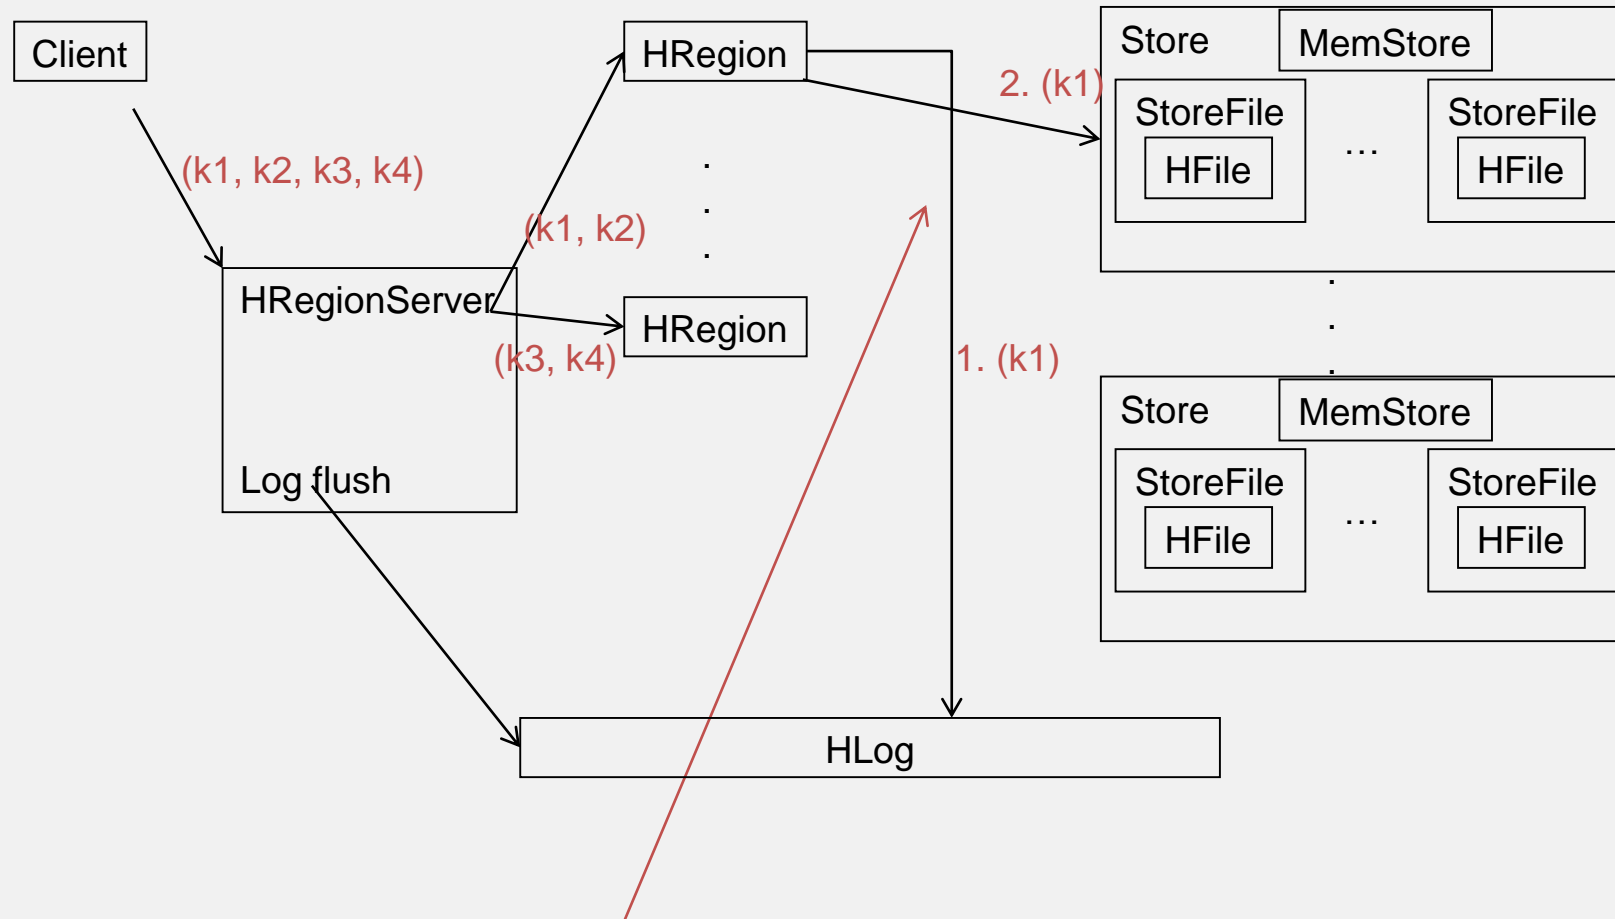 Client
(k1, k2, k3, k4)
HRegionServer
Log flush
(k1, k2)
(k3, k4)
HRegion
.
.
.
HRegion
1. (k1)
2. (k1)
HLog
Store
MemStore
StoreFile
HFile
...
StoreFile
HFile
.
.
.
Store
MemStore
StoreFile
HFile
...
StoreFile
HFile